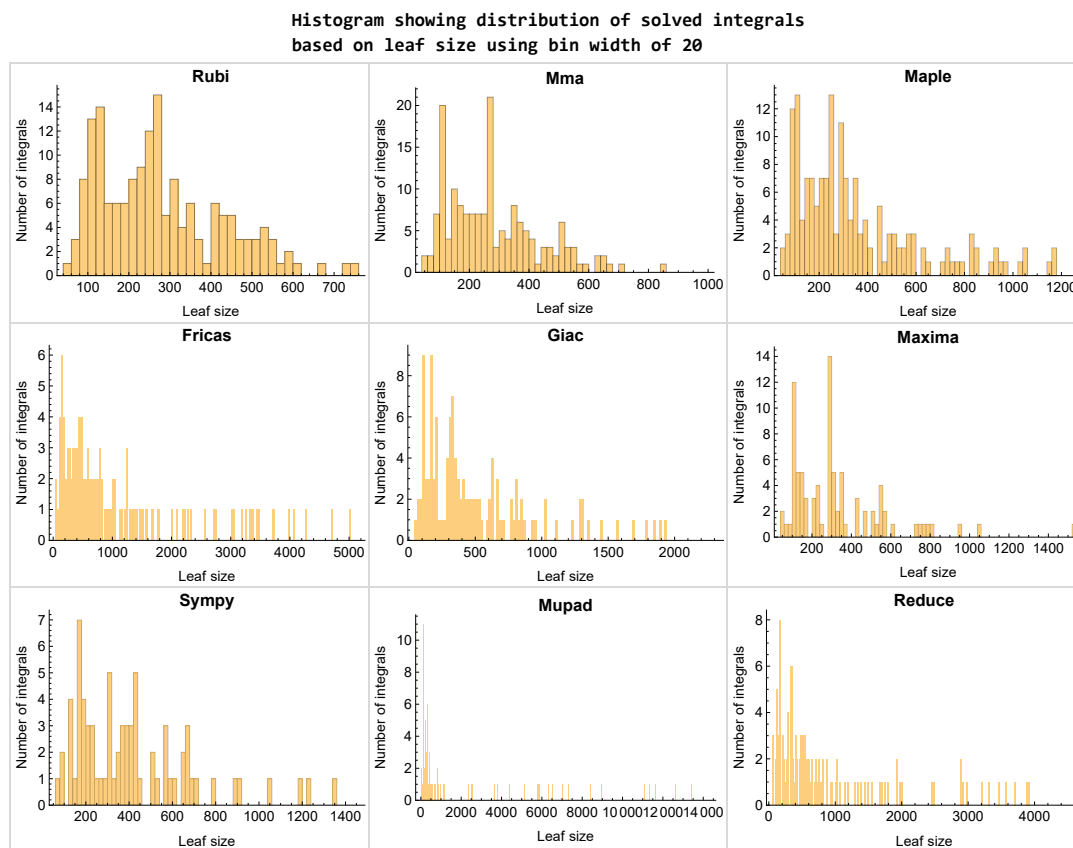 Histogram showing distribution of solved integrals
based on leaf size using bin width of 20
Rubi
Number of integrals
0 2 4 6 8 10 12 14
100 200 300 400 500 600 700
Leaf size
Mma
Number of integrals
0 5 10 15 20
200 400 600 800 1000
Leaf size
Maple
Number of integrals
0 2 4 6 8 10 12
200 400 600 800 1000 1200
Leaf size
Fricas
Number of integrals
0 1 2 3 4 5 6
0 1000 2000 3000 4000 5000
Leaf size
Giac
Number of integrals
0 2 4 6 8
0 500 1000 1500 2000
Leaf size
Maxima
Number of integrals
0 2 4 6 8 10 12 14
200 400 600 800 1000 1200 1400
Leaf size
Sympy
Number of integrals
0 1 2 3 4 5 6 7
200 400 600 800 1000 1200 1400
Leaf size
Mupad
Number of integrals
0 2 4 6 8 10
0 2000 4000 6000 8000 10000 12000 14000
Leaf size
Reduce
Number of integrals
0 2 4 6 8
0 1000 2000 3000 4000
Leaf size